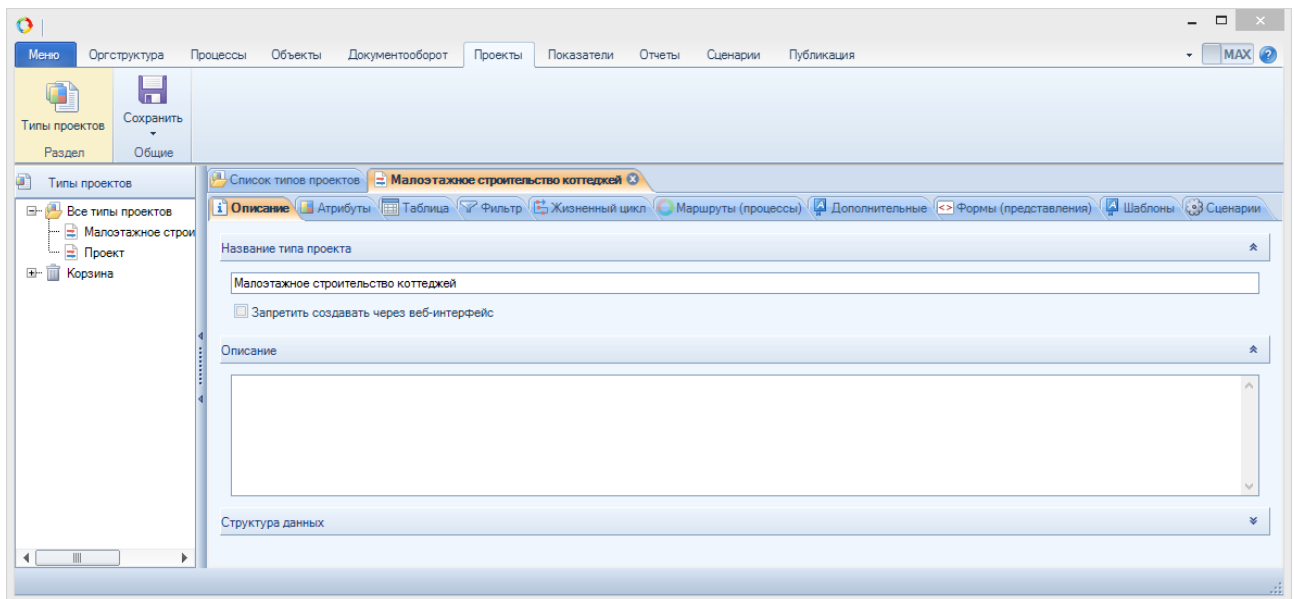 Меню Оргструктура Процессы Объекты Документооборот Проекты Показатели Отчеты Сценарии Публикация MAX
Типы проектов Сохранить
Раздел Общие
Типы проектов Список типов проектов Малоэтажное строительство коттеджей
Описание Атрибуты Таблица Фильтр Жизненный цикл Маршруты (процессы) Дополнительные Формы (представления) Шаблоны Сценарии
Все типы проектов
Малоэтажное строи
Проект
Корзина
Название типа проекта
Малоэтажное строительство коттеджей
Запретить создавать через веб-интерфейс
Описание
Структура данных